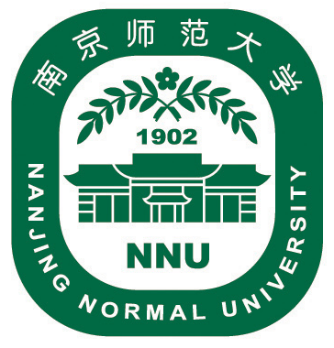 南京师范大学
1902
NNU
NANJING NORMAL UNIVERSITY